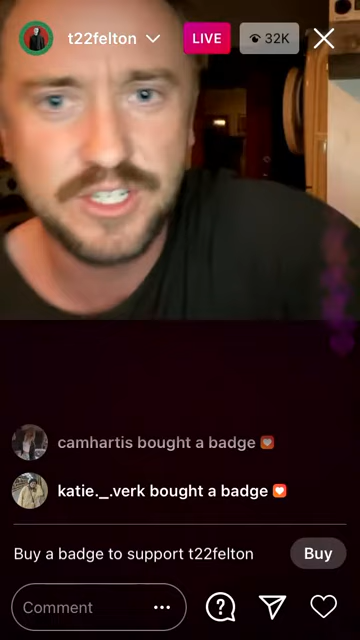 t22felton
LIVE
32K
camhartis bought a badge
katie._.verk bought a badge
Buy a badge to support t22felton
Buy
Comment